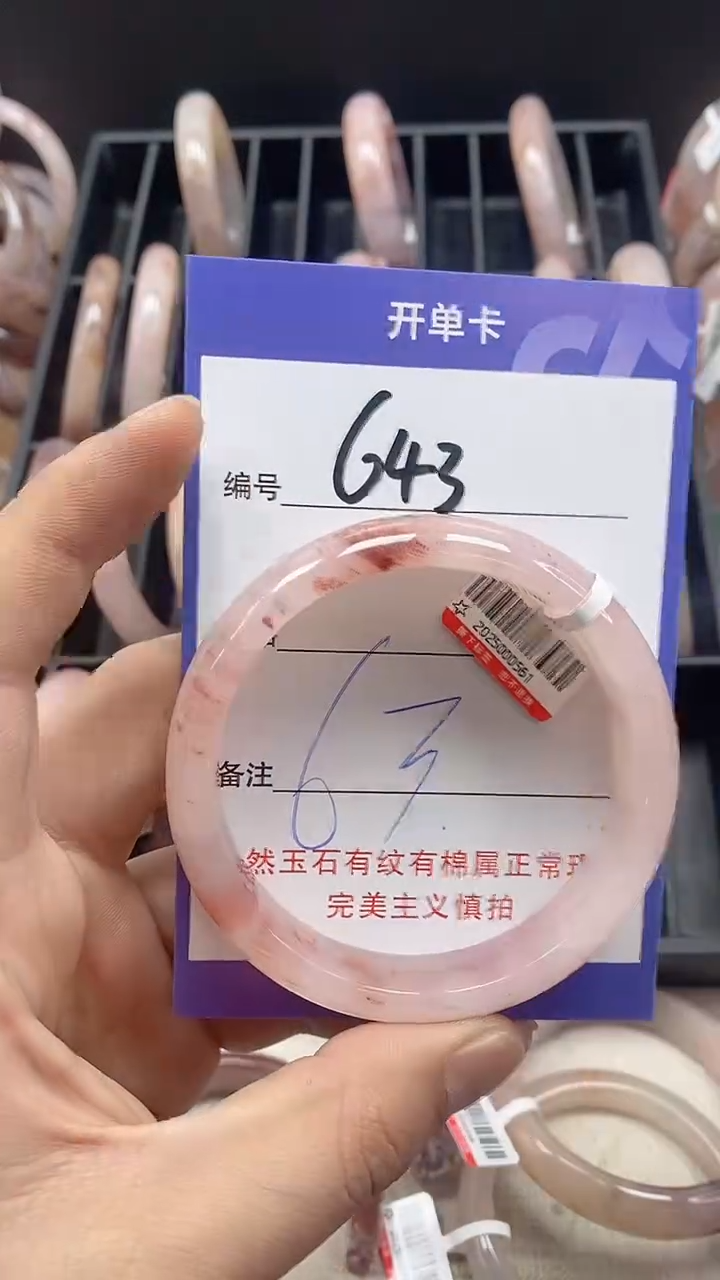 开单卡
编号 643
2025000561
备注 63
然玉石有纹有棉属正常现
完美主义慎拍